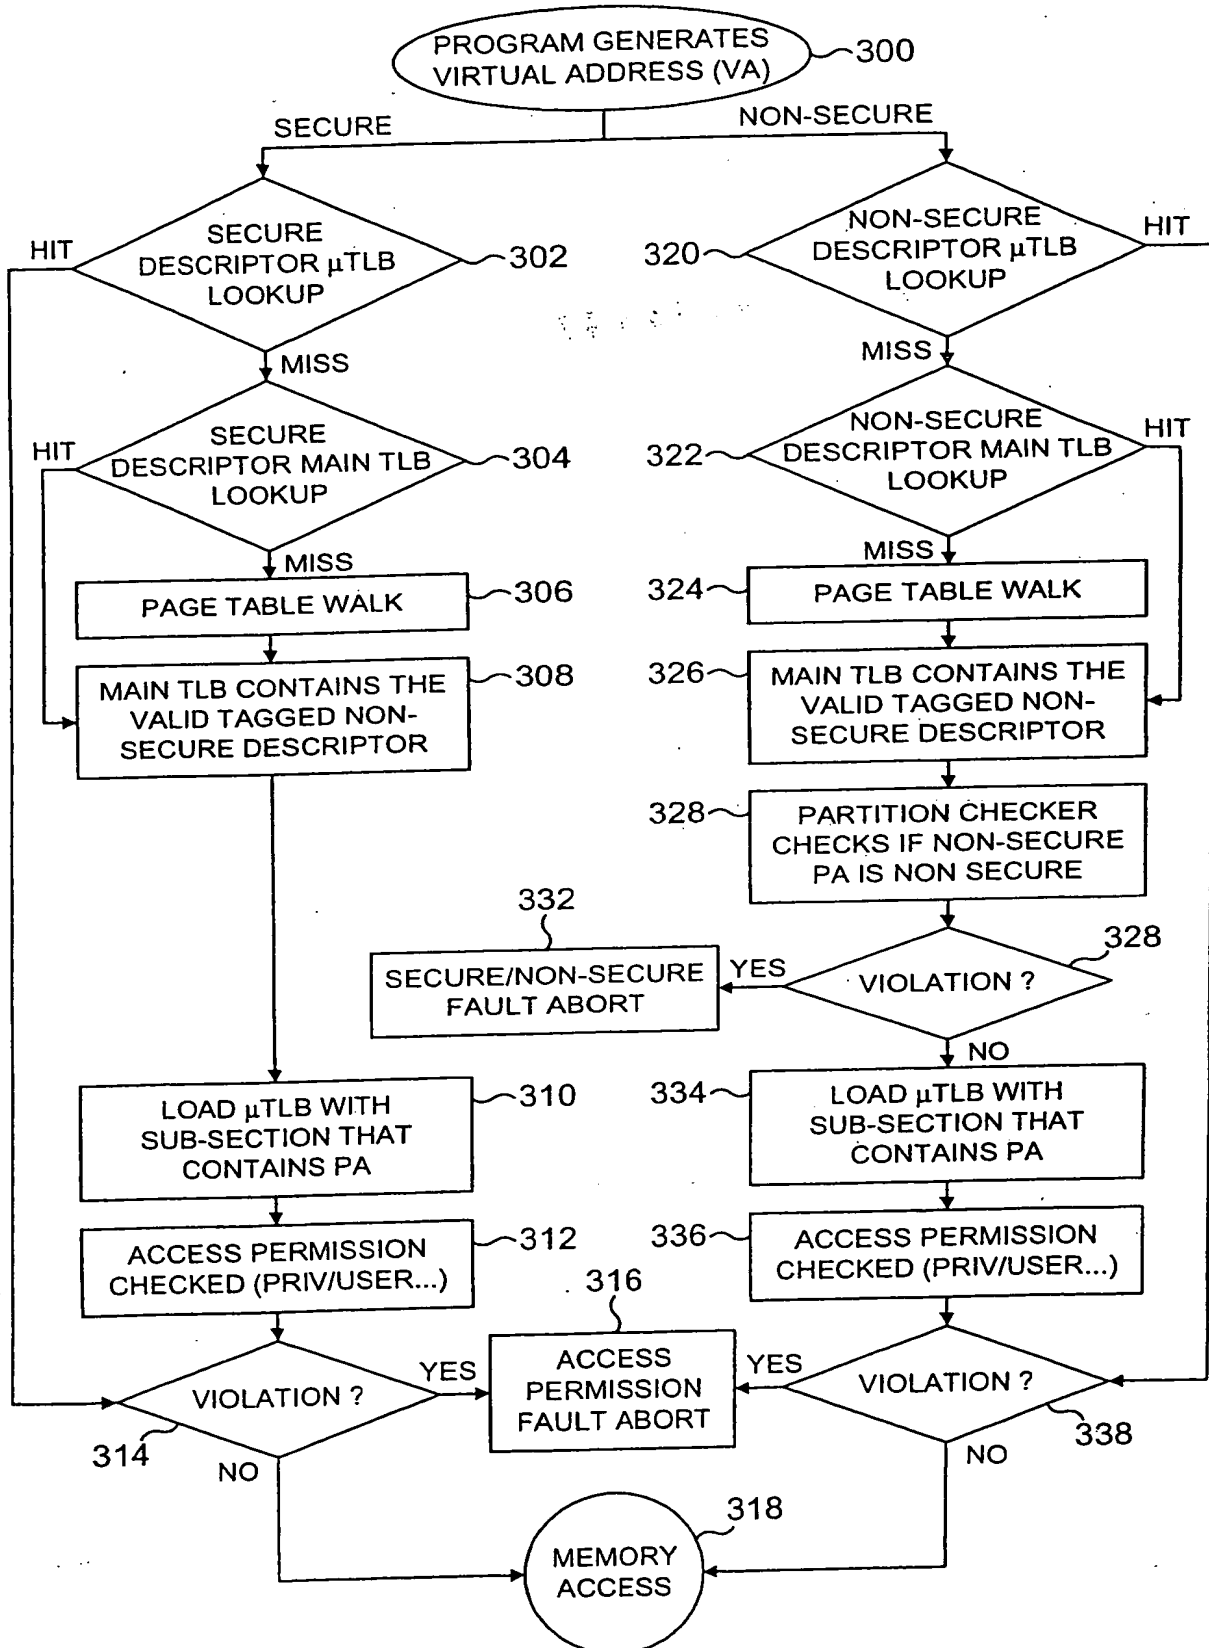 PROGRAM GENERATES
VIRTUAL ADDRESS (VA)
300
SECURE
NON-SECURE
HIT
SECURE
DESCRIPTOR μTLB
LOOKUP
302
320
NON-SECURE
DESCRIPTOR μTLB
LOOKUP
HIT
MISS
MISS
HIT
SECURE
DESCRIPTOR MAIN TLB
LOOKUP
304
322
NON-SECURE
DESCRIPTOR MAIN TLB
LOOKUP
HIT
MISS
MISS
PAGE TABLE WALK
306
324
PAGE TABLE WALK
MAIN TLB CONTAINS THE
VALID TAGGED NON-
SECURE DESCRIPTOR
308
326
MAIN TLB CONTAINS THE
VALID TAGGED NON-
SECURE DESCRIPTOR
328
PARTITION CHECKER
CHECKS IF NON-SECURE
PA IS NON SECURE
332
SECURE/NON-SECURE
FAULT ABORT
YES
VIOLATION ?
328
NO
LOAD μTLB WITH
SUB-SECTION THAT
CONTAINS PA
310
334
LOAD μTLB WITH
SUB-SECTION THAT
CONTAINS PA
ACCESS PERMISSION
CHECKED (PRIV/USER...)
312
336
ACCESS PERMISSION
CHECKED (PRIV/USER...)
316
VIOLATION ?
314
YES
ACCESS
PERMISSION
FAULT ABORT
YES
VIOLATION ?
338
NO
NO
318
MEMORY
ACCESS